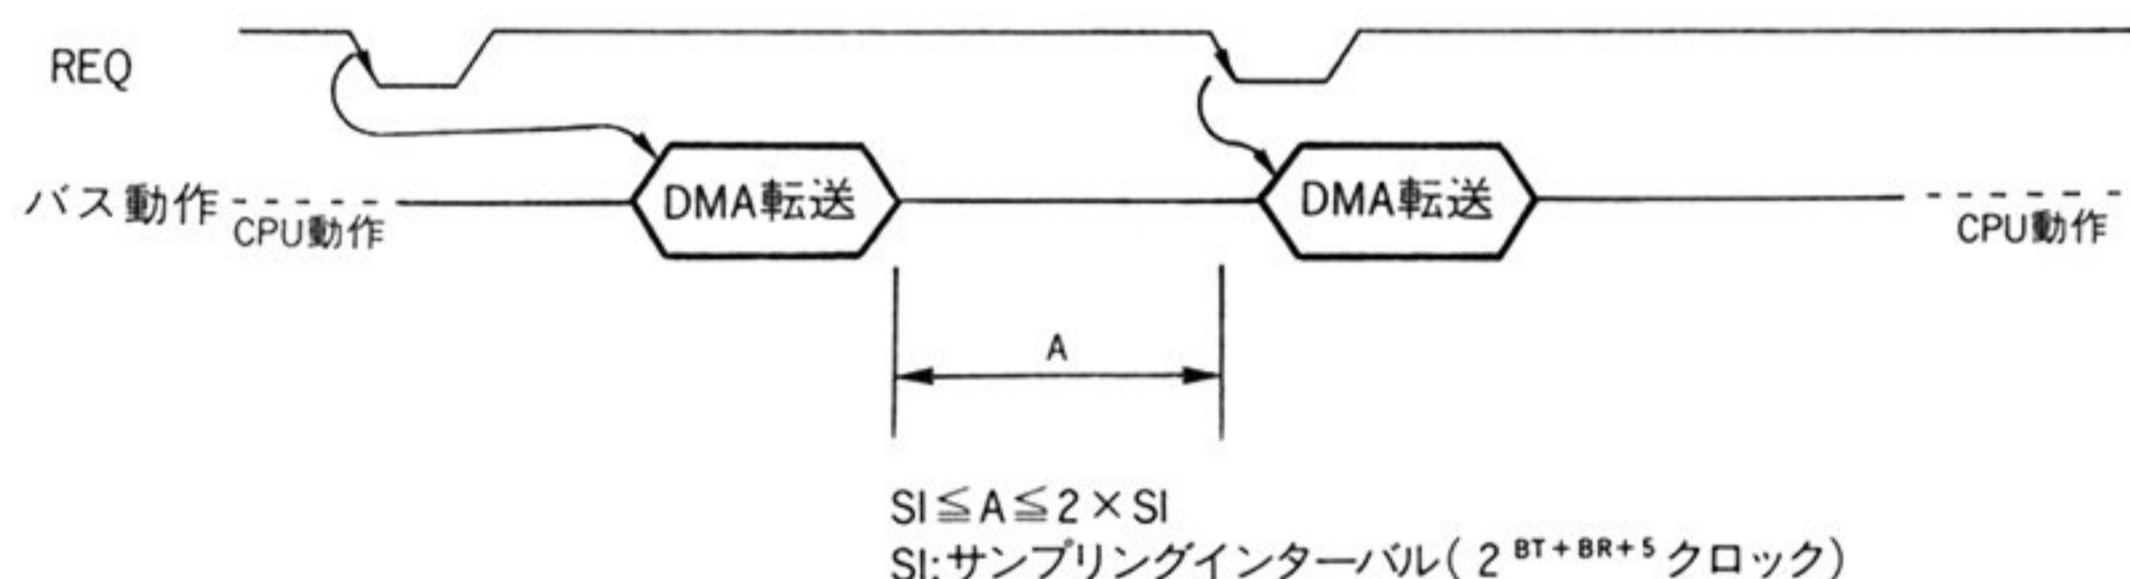 REQ
バス動作
CPU動作
DMA転送
DMA転送
CPU動作
A
SI≦A≦2×SI
SI:サンプリングインターバル(2^BT+BR+5 クロック)